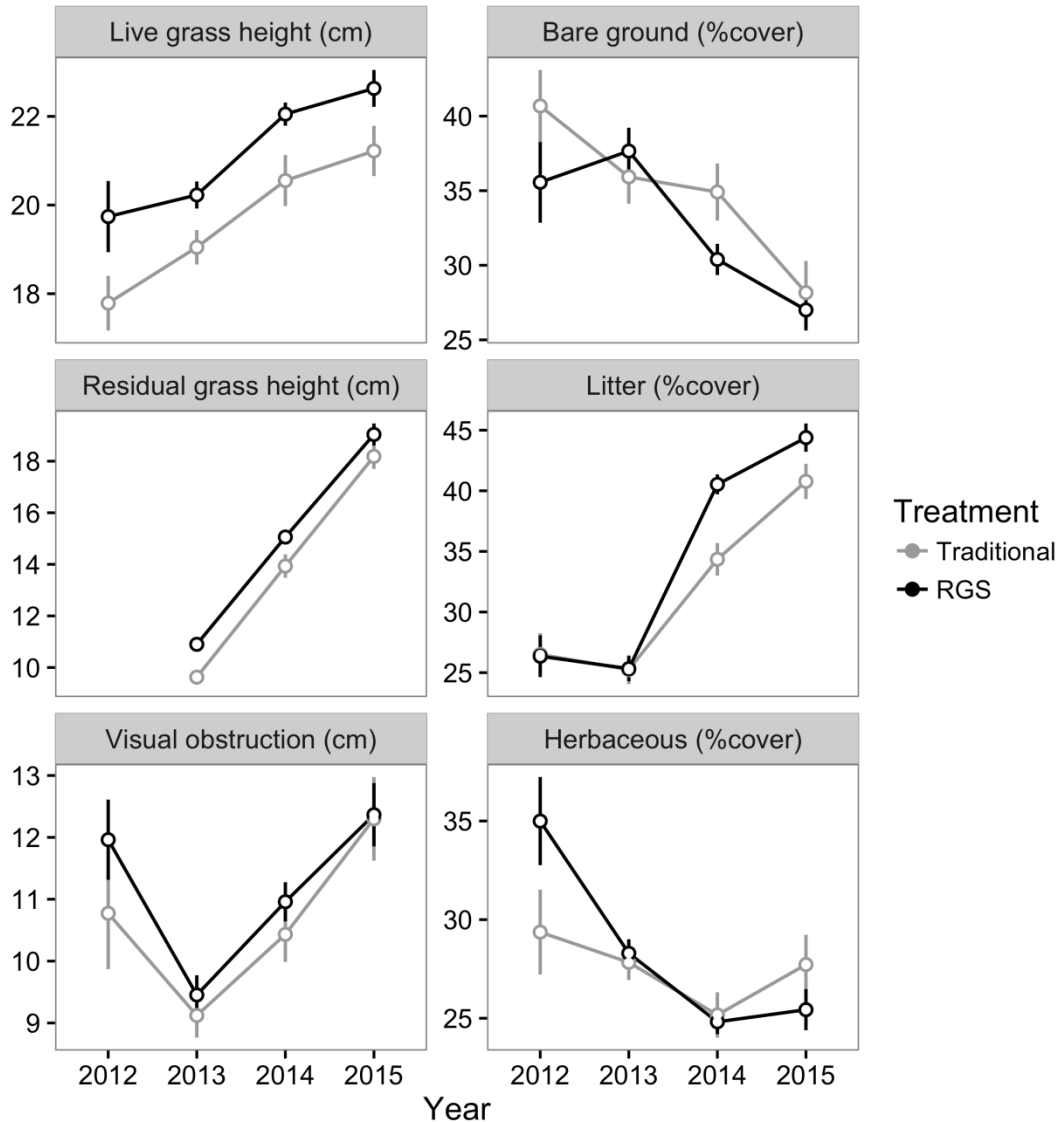 Live grass height (cm)
22
20
18
Bare ground (%cover)
40
35
30
25
Residual grass height (cm)
18
16
14
12
10
Litter (%cover)
45
40
35
30
25
Visual obstruction (cm)
13
12
11
10
9
2012 2013 2014 2015
Herbaceous (%cover)
35
30
25
2012 2013 2014 2015
Year
Treatment
Traditional
RGS